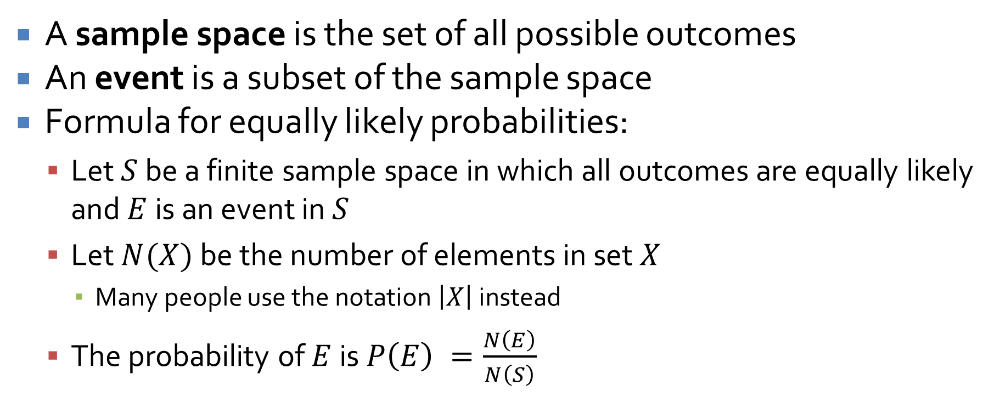 ▪ A sample space is the set of all possible outcomes
▪ An event is a subset of the sample space
▪ Formula for equally likely probabilities:
▪ Let S be a finite sample space in which all outcomes are equally likely
and E is an event in S
▪ Let N(X) be the number of elements in set X
▪ Many people use the notation |X| instead
▪ The probability of E is P(E) = N(E)/N(S)